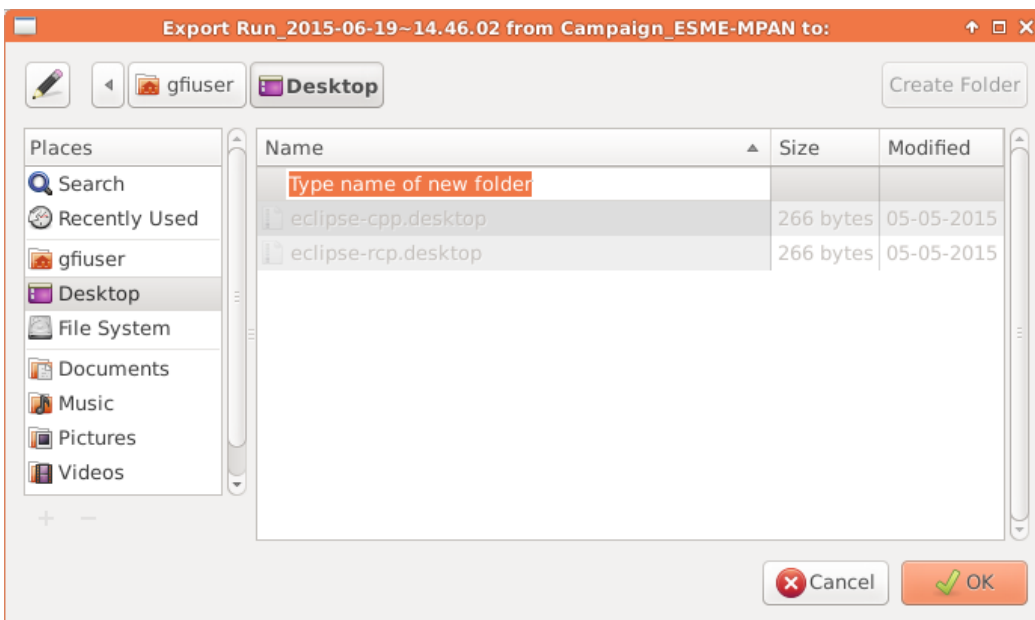 Export Run_2015-06-19~14.46.02 from Campaign_ESME-MPAN to:
gfiuser Desktop Create Folder
Places Name Size Modified
Search Type name of new folder
Recently Used eclipse-cpp.desktop 266 bytes 05-05-2015
gfiuser eclipse-rcp.desktop 266 bytes 05-05-2015
Desktop
File System
Documents
Music
Pictures
Videos
Cancel OK